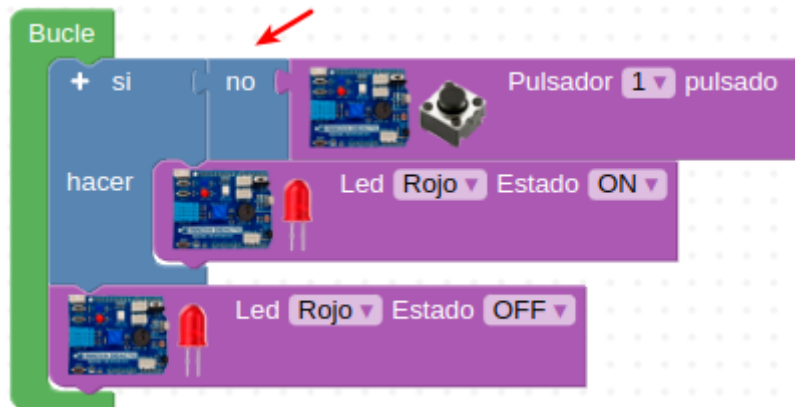 Bucle
+ si no Pulsador 1 pulsado
hacer Led Rojo Estado ON
Led Rojo Estado OFF